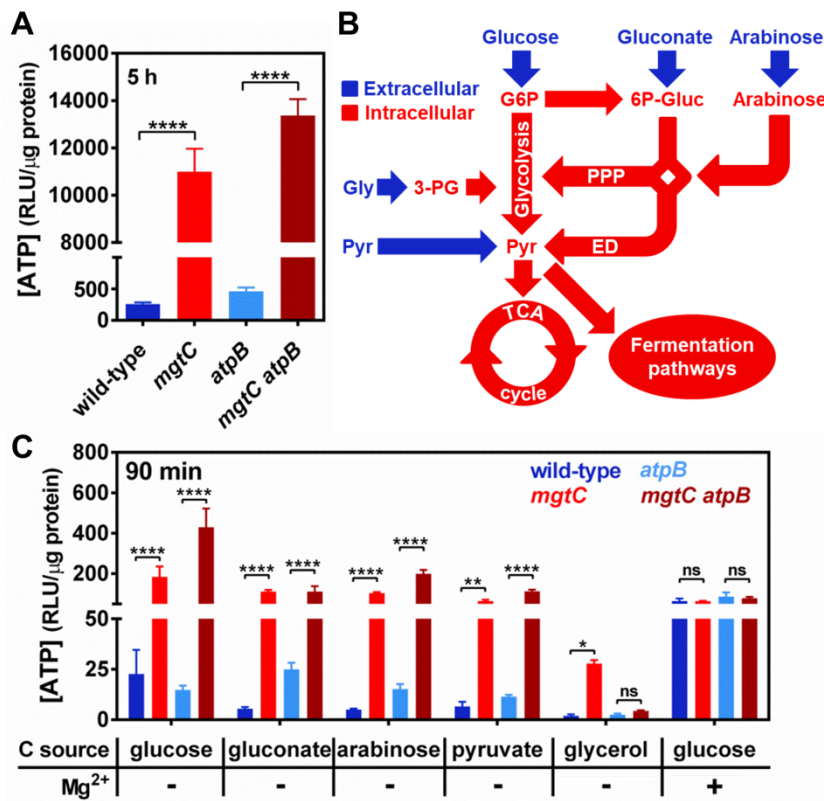 A
16000
14000
12000
10000
8000
6000
500
250
0
[ATP] (RLU/μg protein)
5 h
****
****
wild-type
mgtC
atpB
mgtC atpB
B
Glucose Gluconate Arabinose
Extracellular
Intracellular
G6P 6P-Gluc Arabinose
Glycolysis
Gly 3-PG PPP
Pyr Pyr ED
TCA
cycle
Fermentation
pathways
C
800
600
400
200
50
25
0
[ATP] (RLU/μg protein)
90 min
wild-type atpB
mgtC mgtC atpB
**** ****
**** ****
**** ****
** ****
* ns
ns ns
C source glucose gluconate arabinose pyruvate glycerol glucose
Mg2+ - - - - - +